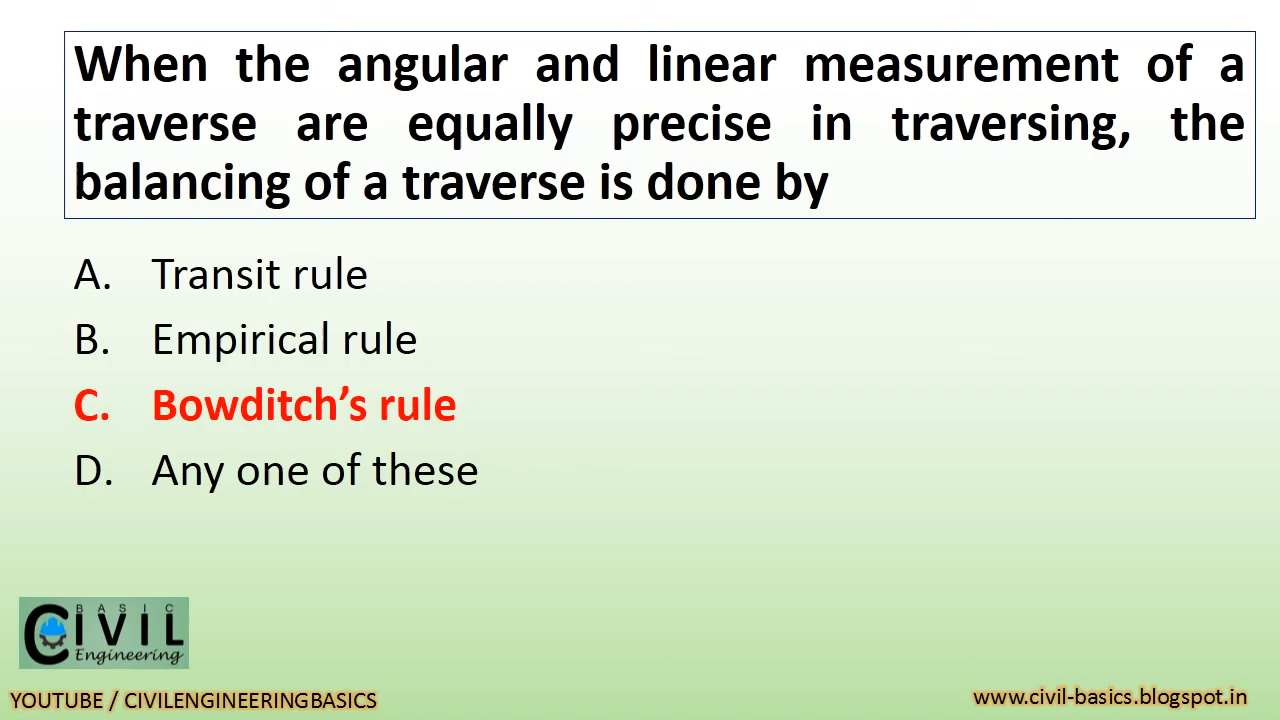 When the angular and linear measurement of a
traverse are equally precise in traversing, the
balancing of a traverse is done by
A. Transit rule
B. Empirical rule
C. Bowditch’s rule
D. Any one of these
BASIC
CIVIL
Engineering
YOUTUBE / CIVILENGINEERINGBASICS
www.civil-basics.blogspot.in